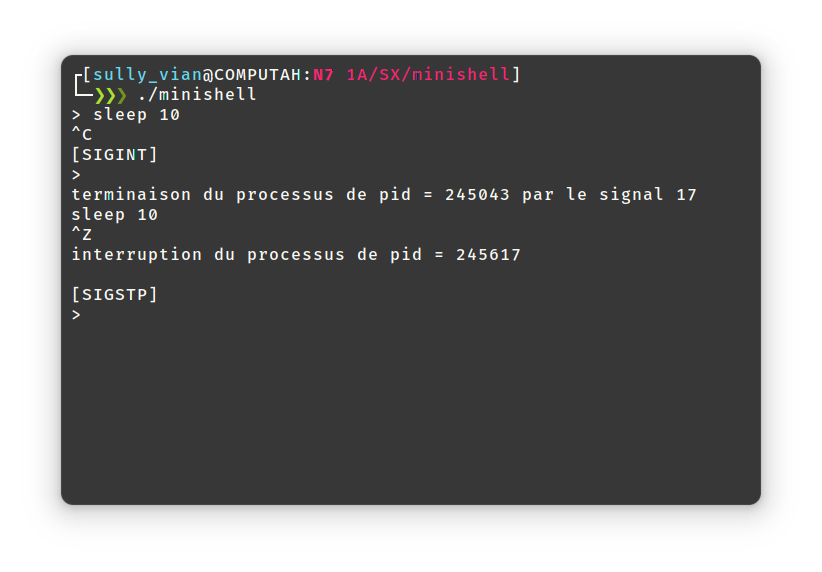 ┌[sully_vian@COMPUTAH:N7 1A/SX/minishell]
└─❯❯❯ ./minishell
> sleep 10
^C
[SIGINT]
>
terminaison du processus de pid = 245043 par le signal 17
sleep 10
^Z
interruption du processus de pid = 245617
[SIGSTP]
>